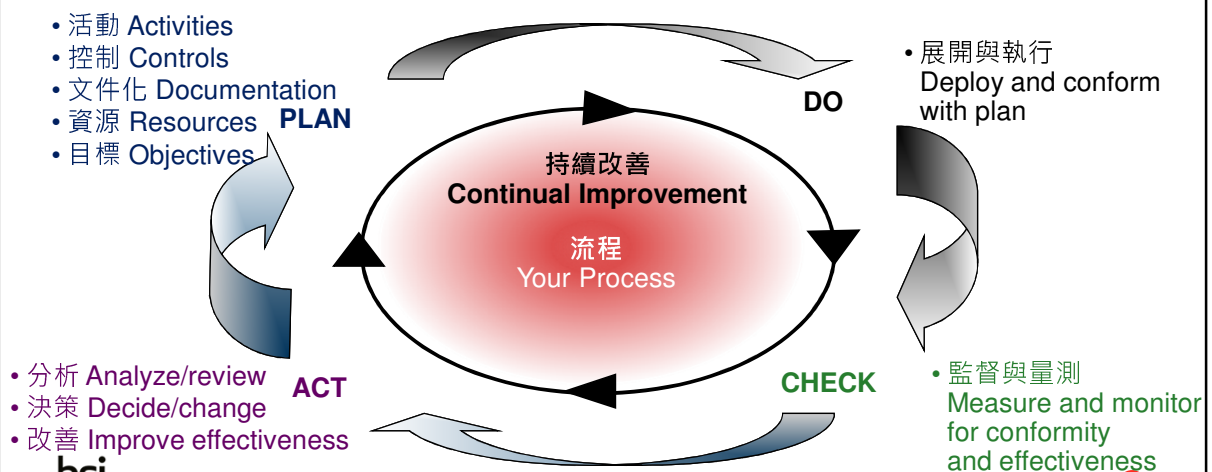 • 活動 Activities
• 控制 Controls
• 文件化 Documentation
• 資源 Resources
• 目標 Objectives
PLAN
DO
• 展開與執行
Deploy and conform
with plan
持續改善
Continual Improvement
流程
Your Process
• 分析 Analyze/review
• 決策 Decide/change
• 改善 Improve effectiveness
ACT
CHECK
• 監督與量測
Measure and monitor
for conformity
and effectiveness
bsi